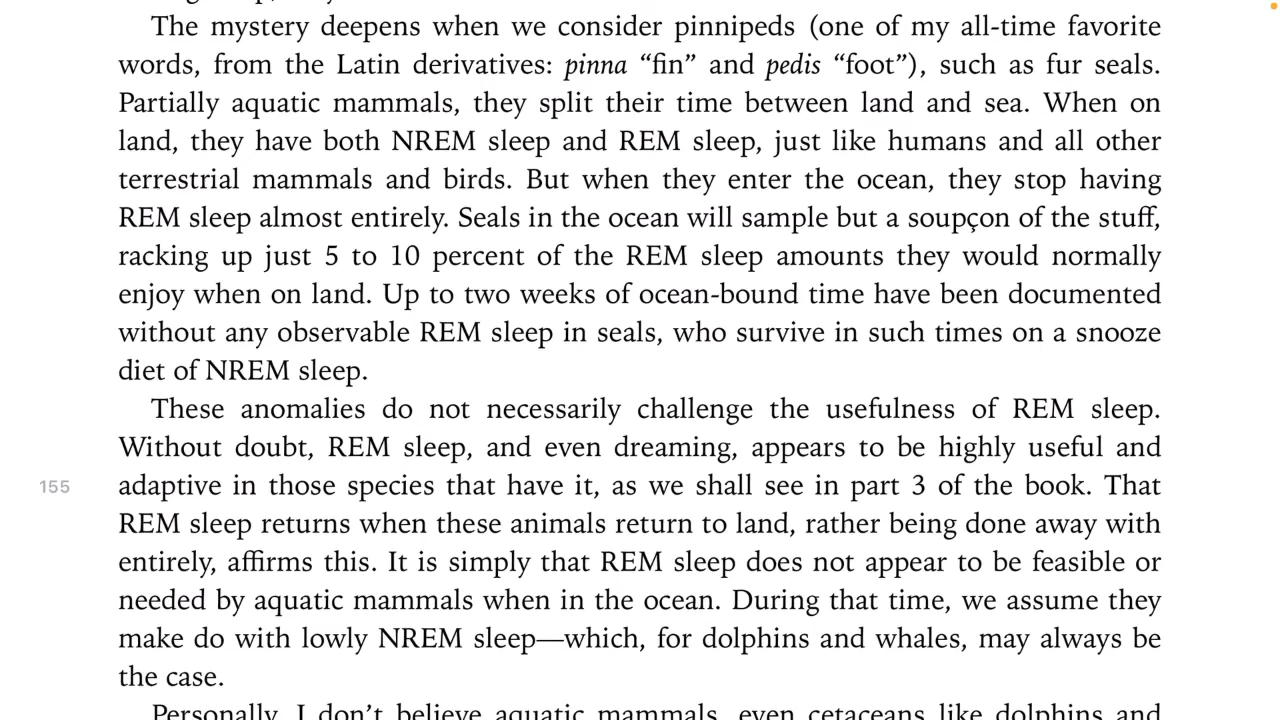 The mystery deepens when we consider pinnipeds (one of my all-time favorite
words, from the Latin derivatives: pinna “fin” and pedis “foot”), such as fur seals.
Partially aquatic mammals, they split their time between land and sea. When on
land, they have both NREM sleep and REM sleep, just like humans and all other
terrestrial mammals and birds. But when they enter the ocean, they stop having
REM sleep almost entirely. Seals in the ocean will sample but a soupçon of the stuff,
racking up just 5 to 10 percent of the REM sleep amounts they would normally
enjoy when on land. Up to two weeks of ocean-bound time have been documented
without any observable REM sleep in seals, who survive in such times on a snooze
diet of NREM sleep.
These anomalies do not necessarily challenge the usefulness of REM sleep.
Without doubt, REM sleep, and even dreaming, appears to be highly useful and
155
adaptive in those species that have it, as we shall see in part 3 of the book. That
REM sleep returns when these animals return to land, rather being done away with
entirely, affirms this. It is simply that REM sleep does not appear to be feasible or
needed by aquatic mammals when in the ocean. During that time, we assume they
make do with lowly NREM sleep—which, for dolphins and whales, may always be
the case.
Personally, I don’t believe aquatic mammals, even cetaceans like dolphins and